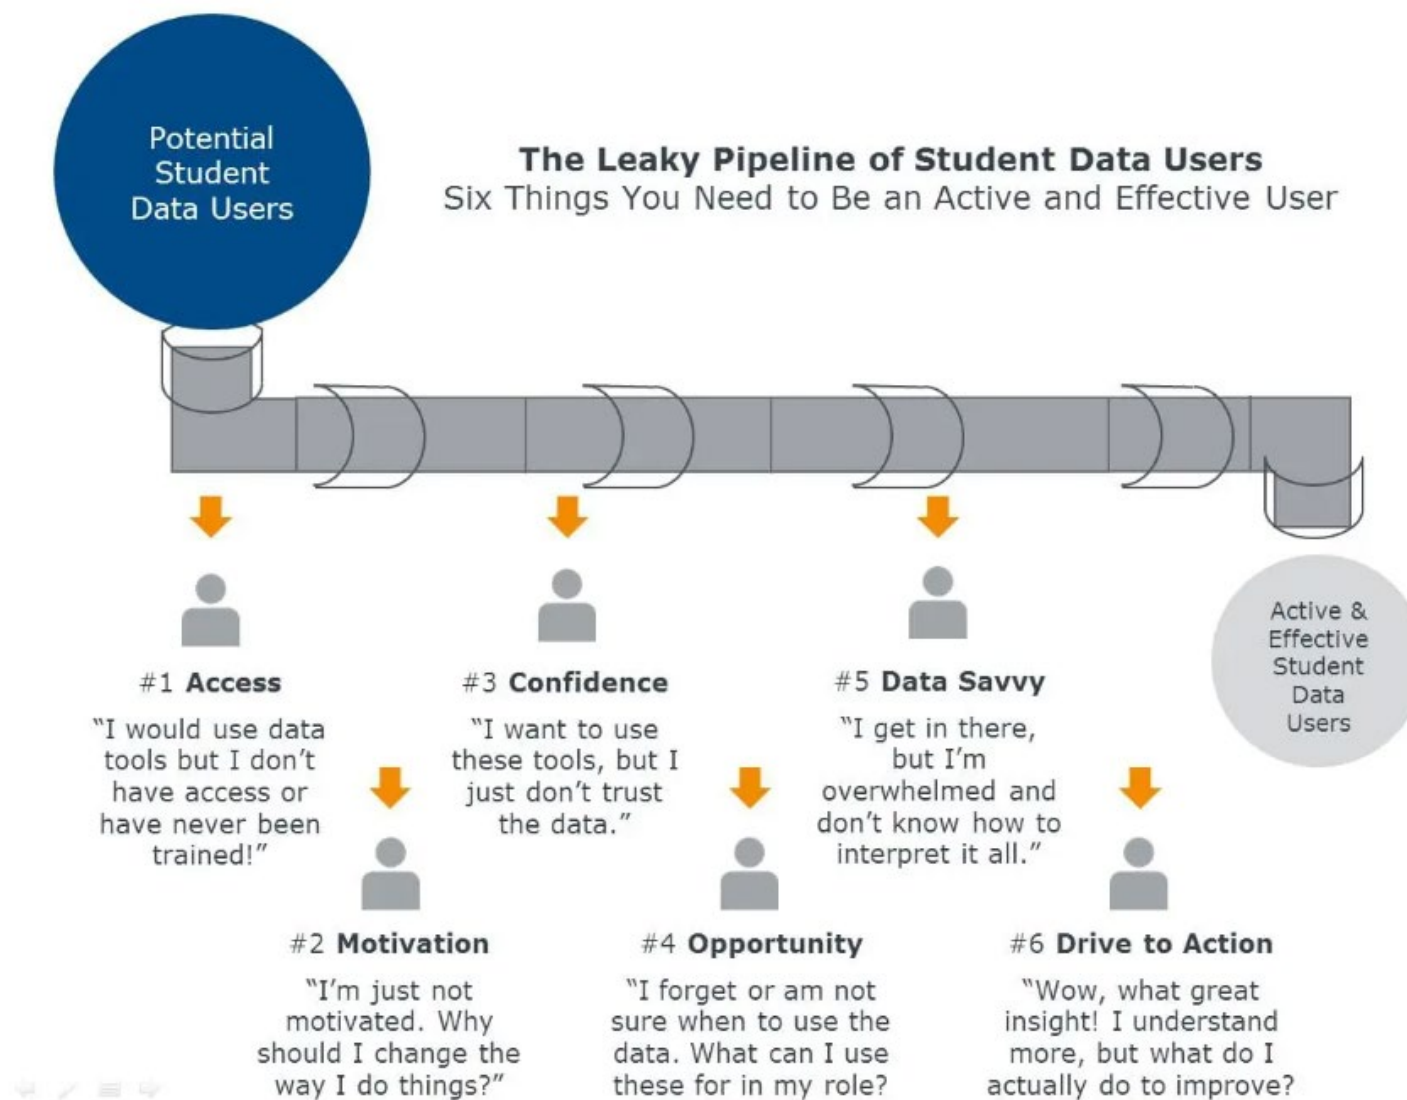 Potential
Student
Data Users
The Leaky Pipeline of Student Data Users
Six Things You Need to Be an Active and Effective User
#1 Access
“I would use data
tools but I don’t
have access or
have never been
trained!”
#2 Motivation
“I’m just not
motivated. Why
should I change the
way I do things?”
#3 Confidence
“I want to use
these tools, but I
just don’t trust
the data.”
#4 Opportunity
“I forget or am not
sure when to use the
data. What can I use
these for in my role?
#5 Data Savvy
“I get in there,
but I’m
overwhelmed and
don’t know how to
interpret it all.”
#6 Drive to Action
“Wow, what great
insight! I understand
more, but what do I
actually do to improve?
Active &
Effective
Student
Data
Users